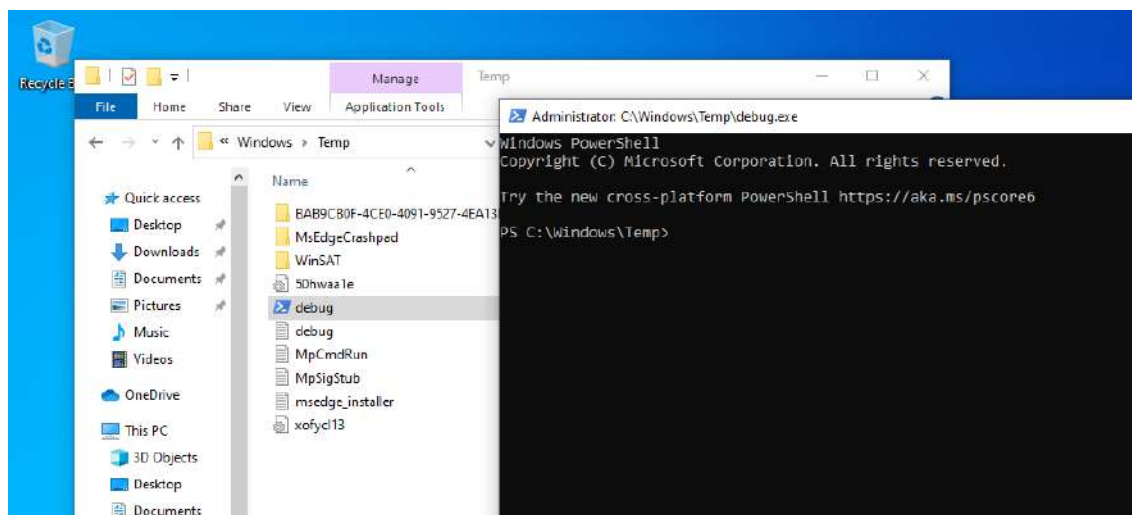 Recycle B
Manage
Temp
File
Home
Share
View
Application Tools
« Windows › Temp
Quick access
Desktop
Downloads
Documents
Pictures
Music
Videos
OneDrive
This PC
3D Objects
Desktop
Documents
Name
BAB9CB0F-4CE0-4091-9527-4EA13
MsEdgeCrashpad
WinSAT
50hwaa1e
debug
debug
MpCmdRun
MpSigStub
msedge_installer
xofycl13
Administrator: C:\Windows\Temp\debug.exe
Windows PowerShell
Copyright (C) Microsoft Corporation. All rights reserved.
Try the new cross-platform PowerShell https://aka.ms/pscore6
PS C:\Windows\Temp>